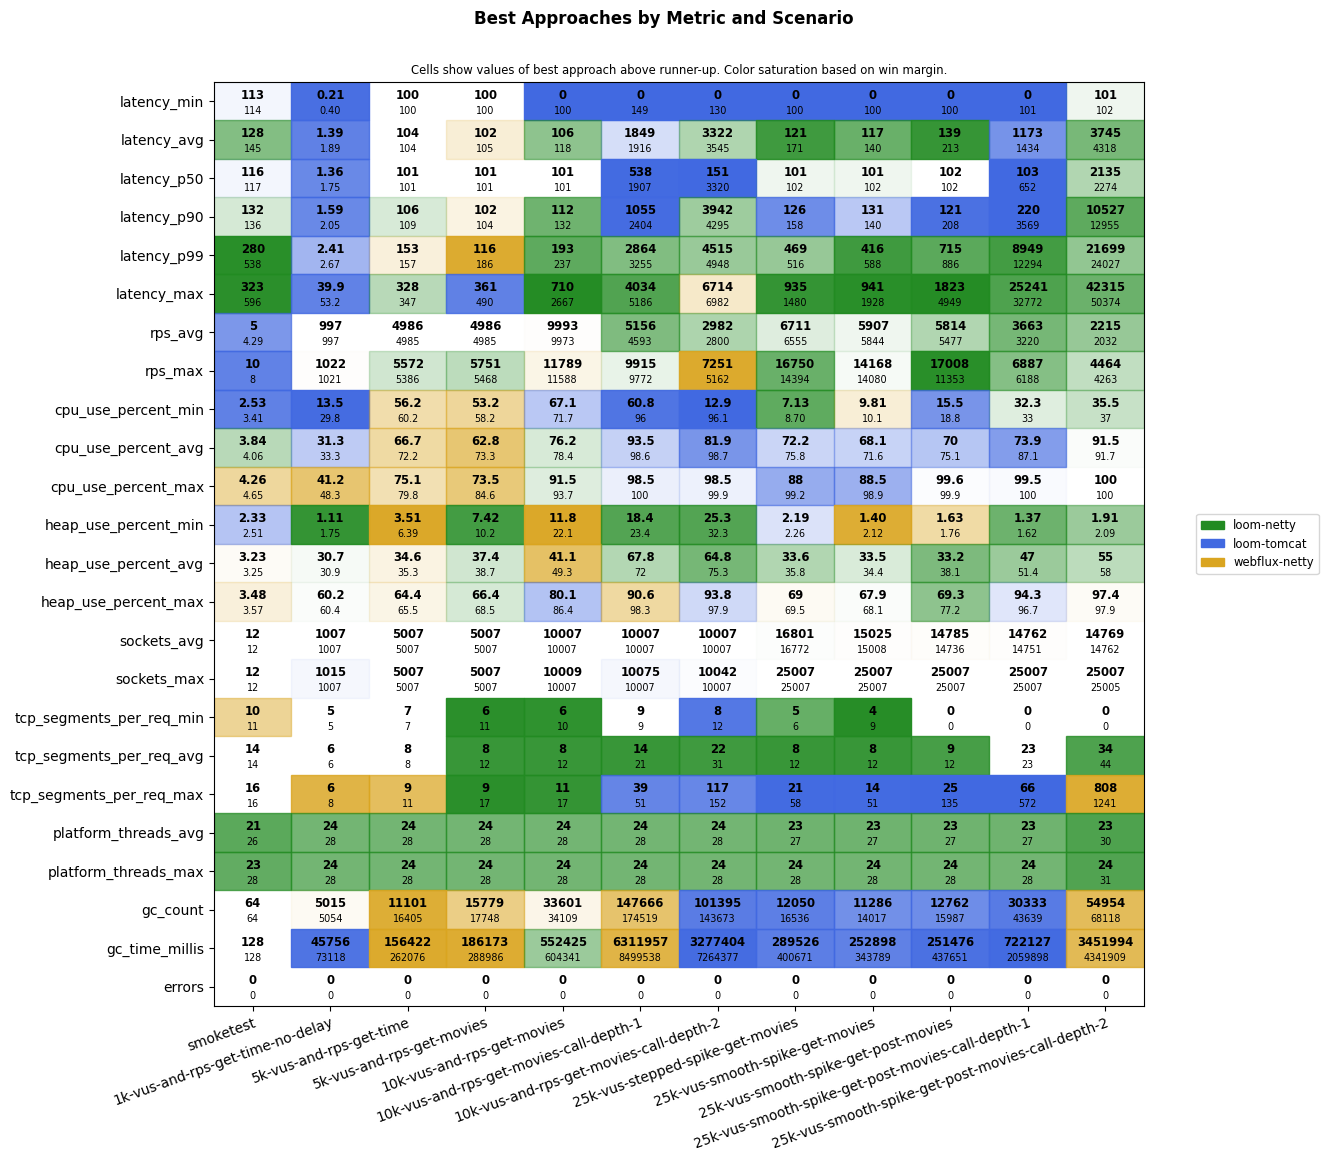 Best Approaches by Metric and Scenario
Cells show values of best approach above runner-up. Color saturation based on win margin.
latency_min 113 0.21 100 100 0 0 0 0 0 0 0 101
114 0.40 100 100 100 149 130 100 100 100 101 102
latency_avg 128 1.39 104 102 106 1849 3322 121 117 139 1173 3745
145 1.89 104 105 118 1916 3545 171 140 213 1434 4318
latency_p50 116 1.36 101 101 101 538 151 101 101 102 103 2135
117 1.75 101 101 101 1907 3320 102 102 102 652 2274
latency_p90 132 1.59 106 102 112 1055 3942 126 131 121 220 10527
136 2.05 109 104 132 2404 4295 158 140 208 3569 12955
latency_p99 280 2.41 153 116 193 2864 4515 469 416 715 8949 21699
538 2.67 157 186 237 3255 4948 516 588 886 12294 24027
latency_max 323 39.9 328 361 710 4034 6714 935 941 1823 25241 42315
596 53.2 347 490 2667 5186 6982 1480 1928 4949 32772 50374
rps_avg 5 997 4986 4986 9993 5156 2982 6711 5907 5814 3663 2215
4.29 997 4985 4985 9973 4593 2800 6555 5844 5477 3220 2032
rps_max 10 1022 5572 5751 11789 9915 7251 16750 14168 17008 6887 4464
8 1021 5386 5468 11588 9772 5162 14394 14080 11353 6188 4263
cpu_use_percent_min 2.53 13.5 56.2 53.2 67.1 60.8 12.9 7.13 9.81 15.5 32.3 35.5
3.41 29.8 60.2 58.2 71.7 96 96.1 8.70 10.1 18.8 33 37
cpu_use_percent_avg 3.84 31.3 66.7 62.8 76.2 93.5 81.9 72.2 68.1 70 73.9 91.5
4.06 33.3 72.2 73.3 78.4 98.6 98.7 75.8 71.6 75.1 87.1 91.7
cpu_use_percent_max 4.26 41.2 75.1 73.5 91.5 98.5 98.5 88 88.5 99.6 99.5 100
4.65 48.3 79.8 84.6 93.7 100 99.9 99.2 98.9 99.9 100 100
heap_use_percent_min 2.33 1.11 3.51 7.42 11.8 18.4 25.3 2.19 1.40 1.63 1.37 1.91
2.51 1.75 6.39 10.2 22.1 23.4 32.3 2.26 2.12 1.76 1.62 2.09
heap_use_percent_avg 3.23 30.7 34.6 37.4 41.1 67.8 64.8 33.6 33.5 33.2 47 55
3.25 30.9 35.3 38.7 49.3 72 75.3 35.8 34.4 38.1 51.4 58
heap_use_percent_max 3.48 60.2 64.4 66.4 80.1 90.6 93.8 69 67.9 69.3 94.3 97.4
3.57 60.4 65.5 68.5 86.4 98.3 97.9 69.5 68.1 77.2 96.7 97.9
sockets_avg 12 1007 5007 5007 10007 10007 10007 16801 15025 14785 14762 14769
12 1007 5007 5007 10007 10007 10007 16772 15008 14736 14751 14762
sockets_max 12 1015 5007 5007 10009 10075 10042 25007 25007 25007 25007 25007
12 1007 5007 5007 10007 10007 10007 25007 25007 25007 25007 25005
tcp_segments_per_req_min 10 5 7 6 6 9 8 5 4 0 0 0
11 5 7 11 10 9 12 6 9 0 0 0
tcp_segments_per_req_avg 14 6 8 8 8 14 22 8 8 9 23 34
14 6 8 12 12 21 31 12 12 12 23 44
tcp_segments_per_req_max 16 6 9 9 11 39 117 21 14 25 66 808
16 8 11 17 17 51 152 58 51 135 572 1241
platform_threads_avg 21 24 24 24 24 24 24 23 23 23 23 23
26 28 28 28 28 28 28 27 27 27 27 30
platform_threads_max 23 24 24 24 24 24 24 24 24 24 24 24
28 28 28 28 28 28 28 28 28 28 28 31
gc_count 64 5015 11101 15779 33601 147666 101395 12050 11286 12762 30333 54954
64 5054 16405 17748 34109 174519 143673 16536 14017 15987 43639 68118
gc_time_millis 128 45756 156422 186173 552425 6311957 3277404 289526 252898 251476 722127 3451994
128 73118 262076 288986 604341 8499538 7264377 400671 343789 437651 2059898 4341909
errors 0 0 0 0 0 0 0 0 0 0 0 0
0 0 0 0 0 0 0 0 0 0 0 0
smoketest
1k-vus-and-rps-get-time-no-delay
5k-vus-and-rps-get-time
5k-vus-and-rps-get-movies
10k-vus-and-rps-get-movies
10k-vus-and-rps-get-movies-call-depth-1
10k-vus-and-rps-get-movies-call-depth-2
25k-vus-stepped-spike-get-movies
25k-vus-smooth-spike-get-movies
25k-vus-smooth-spike-get-post-movies
25k-vus-smooth-spike-get-post-movies-call-depth-1
25k-vus-smooth-spike-get-post-movies-call-depth-2
loom-netty
loom-tomcat
webflux-netty